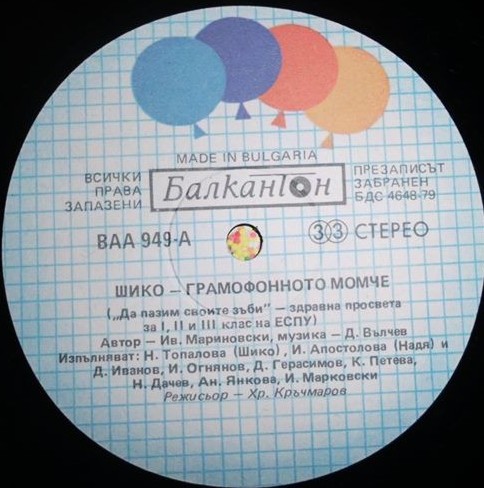 MADE IN BULGARIA
ВСИЧКИ ПРАВА ЗАПАЗЕНИ
Балкантон
ПРЕЗАПИСЪТ ЗАБРАНЕН БДС 4648-79
ВАА 949-А
33 СТЕРЕО
ШИКО – ГРАМОФОННОТО МОМЧЕ
(„Да пазим своите зъби" – здравна просвета
за I, II и III клас на ЕСПУ)
Автор – Ив. Мариновски, музика – Д. Вълчев
Изпълняват: Н. Топалова (Шико), И. Апостолова (Надя) и
Д. Иванов, И. Огнянов, Д. Герасимов, К. Петева,
Н. Дачев, Ан. Янкова, И. Марковски
Режисьор – Хр. Кръчмаров